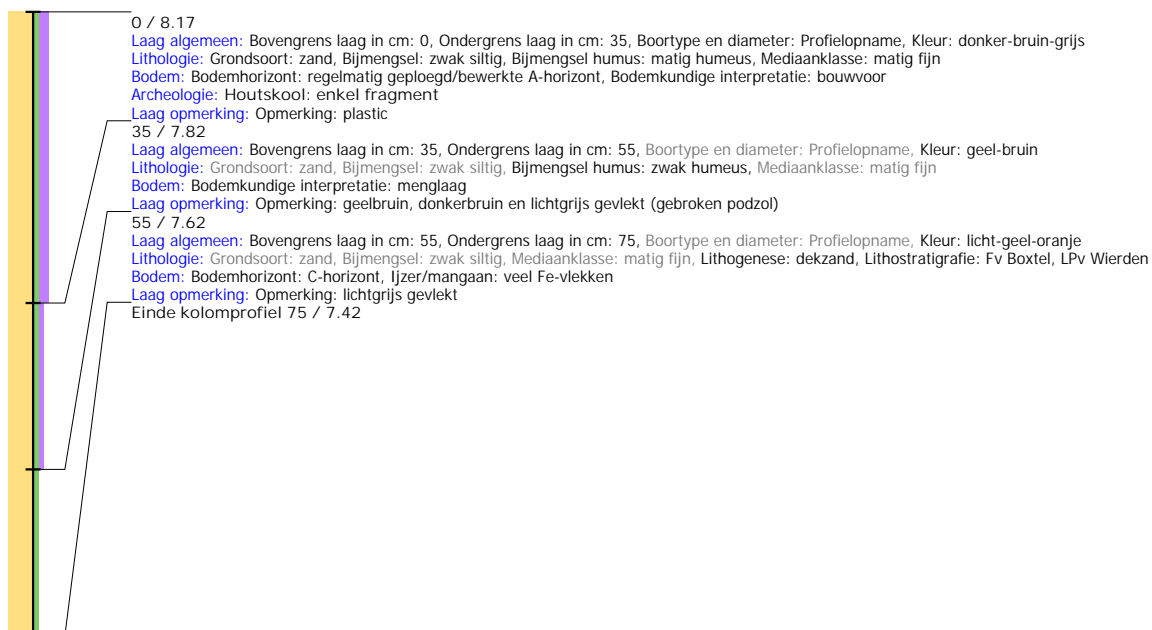 0 / 8.17
Laag algemeen: Bovengrens laag in cm: 0, Ondergrens laag in cm: 35, Boortype en diameter: Profielopname, Kleur: donker-bruin-grijs
Lithologie: Grondsoort: zand, Bijmengsel: zwak siltig, Bijmengsel humus: matig humeus, Mediaanklasse: matig fijn
Bodem: Bodemhorizont: regelmatig geploegd/bewerkte A-horizont, Bodemkundige interpretatie: bouwvoor
Archeologie: Houtskool: enkel fragment
Laag opmerking: Opmerking: plastic
35 / 7.82
Laag algemeen: Bovengrens laag in cm: 35, Ondergrens laag in cm: 55, Boortype en diameter: Profielopname, Kleur: geel-bruin
Lithologie: Grondsoort: zand, Bijmengsel: zwak siltig, Bijmengsel humus: zwak humeus, Mediaanklasse: matig fijn
Bodem: Bodemkundige interpretatie: menglaag
Laag opmerking: Opmerking: geelbruin, donkerbruin en lichtgrijs gevlekt (gebroken podzol)
55 / 7.62
Laag algemeen: Bovengrens laag in cm: 55, Ondergrens laag in cm: 75, Boortype en diameter: Profielopname, Kleur: licht-geel-oranje
Lithologie: Grondsoort: zand, Bijmengsel: zwak siltig, Mediaanklasse: matig fijn, Lithogenese: dekzand, Lithostratigrafie: Fv Boxtel, LPv Wierden
Bodem: Bodemhorizont: C-horizont, Ijzer/mangaan: veel Fe-vlekken
Laag opmerking: Opmerking: lichtgrijs gevlekt
Einde kolomprofiel 75 / 7.42